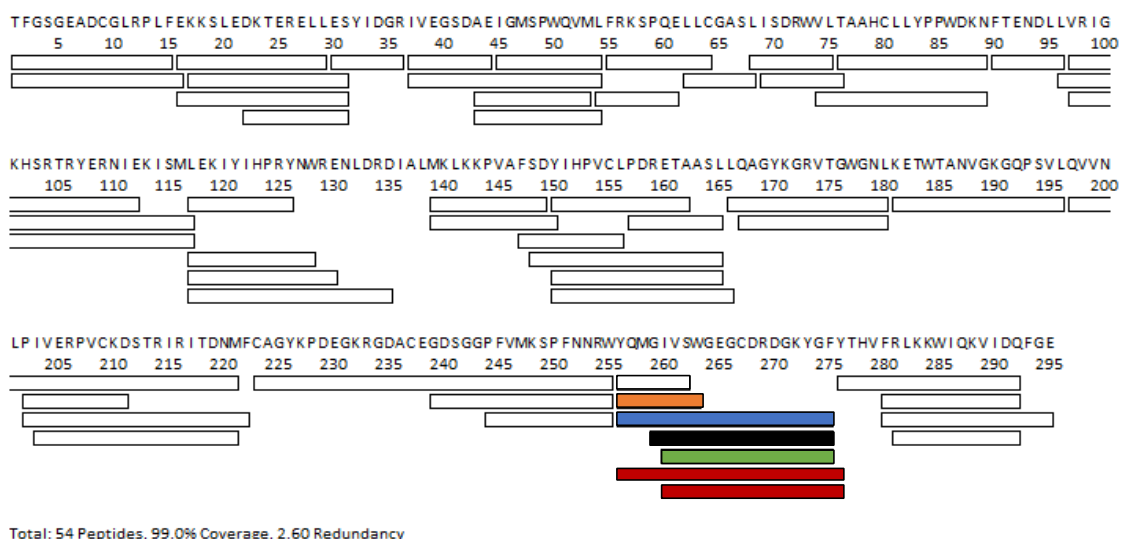 TFGSGEADCGLRPLFEKKSLEDKTERELLESYIDGRIVEGSDAEIGMSPWQVMLFRKSPQELLCGASLISDRWVLTAAHCLLYPPWDKNFTENDLLVRIG
5 10 15 20 25 30 35 40 45 50 55 60 65 70 75 80 85 90 95 100
KHSRTRYERNIEKISMLEKIYIHPRYNWRENLDRDIALMKLKKPVAFSDYIHPVCLPDRETAASLLQAGYKGRVTGWGNLKETWTANVGKGQPSVLQVVN
105 110 115 120 125 130 135 140 145 150 155 160 165 170 175 180 185 190 195 200
LPIVERPVCKDSTRIRITDNMFCAGYKPDEGKRGDACEGDSGGPFVMKSPFNNRWYQMGIVSWGEGCDRDGKYGFYTHVFRLKKWIQKVIDQFGE
205 210 215 220 225 230 235 240 245 250 255 260 265 270 275 280 285 290 295
Total: 54 Peptides, 99.0% Coverage, 2.60 Redundancy